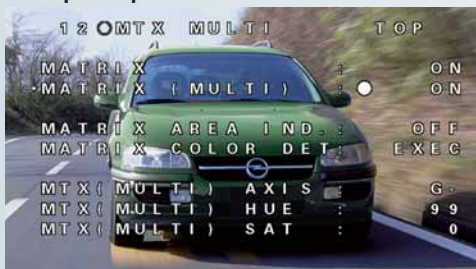 12 MTX MULTI TOP
MATRIX : ON
MATRIX (MULTI) : ON
MATRIX AREA IND. : OFF
MATRIX COLOR DET: EXEC
MTX(MULTI) AXIS : G-
MTX(MULTI) HUE : 99
MTX(MULTI) SAT : 0